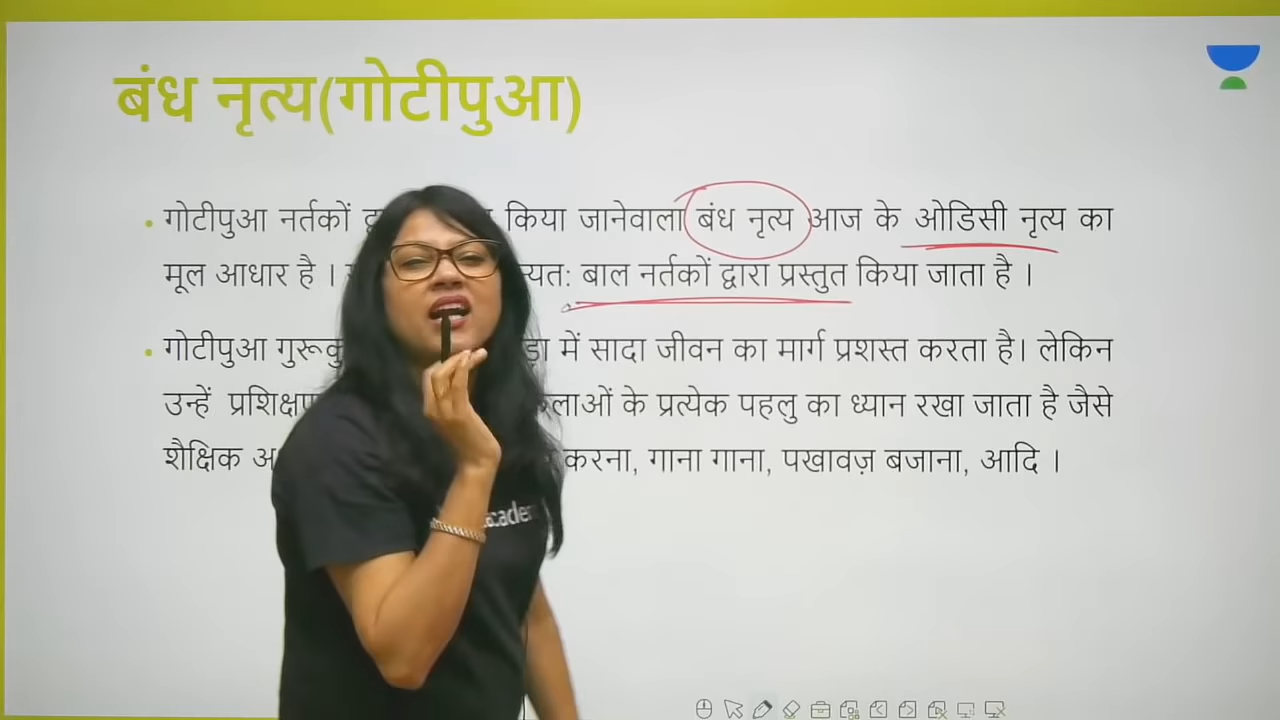 बंध नृत्य(गोटीपुआ)
• गोटीपुआ नर्तकों किया जानेवाला बंध नृत्य आज के ओडिसी नृत्य का
मूल आधार है । बाल नर्तकों द्वारा प्रस्तुत किया जाता है ।
• गोटीपुआ में सादा जीवन का मार्ग प्रशस्त करता है। लेकिन
उन्हें के प्रत्येक पहलु का ध्यान रखा जाता है जैसे
शैक्षिक करना, गाना गाना, पखावज़ बजाना, आदि ।